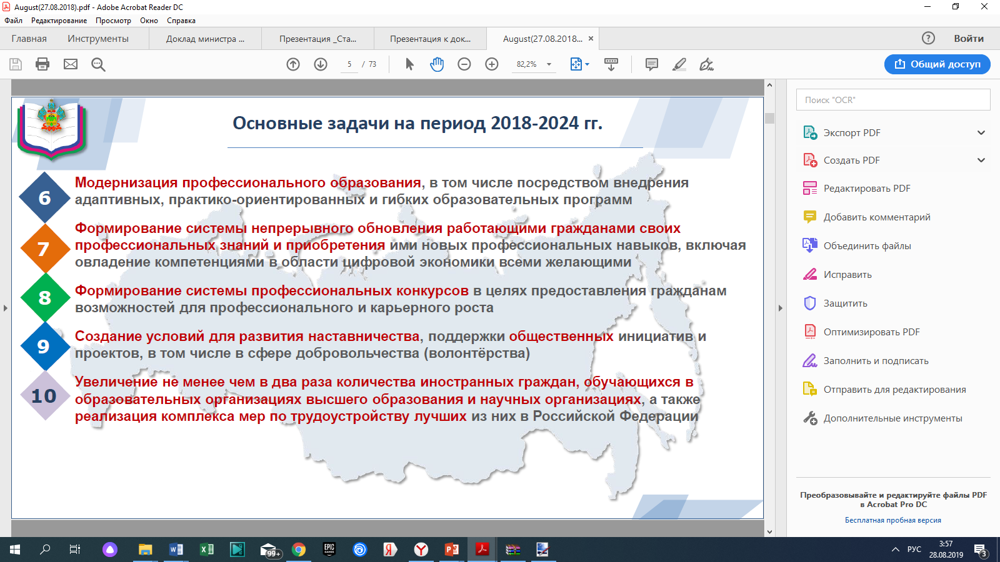 August(27.08.2018).pdf - Adobe Acrobat Reader DC
Файл Редактирование Просмотр Окно Справка
Главная Инструменты Доклад министра ... Презентация _Ста... Презентация к док... August(27.08.2018... × Войти
5 / 73 82,2% Общий доступ
Основные задачи на период 2018-2024 гг.
6 Модернизация профессионального образования, в том числе посредством внедрения
адаптивных, практико-ориентированных и гибких образовательных программ
Формирование системы непрерывного обновления работающими гражданами своих
7 профессиональных знаний и приобретения ими новых профессиональных навыков, включая
овладение компетенциями в области цифровой экономики всеми желающими
8 Формирование системы профессиональных конкурсов в целях предоставления гражданам
возможностей для профессионального и карьерного роста
9 Создание условий для развития наставничества, поддержки общественных инициатив и
проектов, в том числе в сфере добровольчества (волонтёрства)
Увеличение не менее чем в два раза количества иностранных граждан, обучающихся в
10 образовательных организациях высшего образования и научных организациях, а также
реализация комплекса мер по трудоустройству лучших из них в Российской Федерации
Поиск "OCR"
Экспорт PDF
Создать PDF
Редактировать PDF
Добавить комментарий
Объединить файлы
Исправить
Защитить
Оптимизировать PDF
Заполнить и подписать
Отправить для редактирования
Дополнительные инструменты
Преобразовывайте и редактируйте файлы PDF
в Acrobat Pro DC
Бесплатная пробная версия
99+ EPIC GAMES РУС 3:57
28.08.2019 3